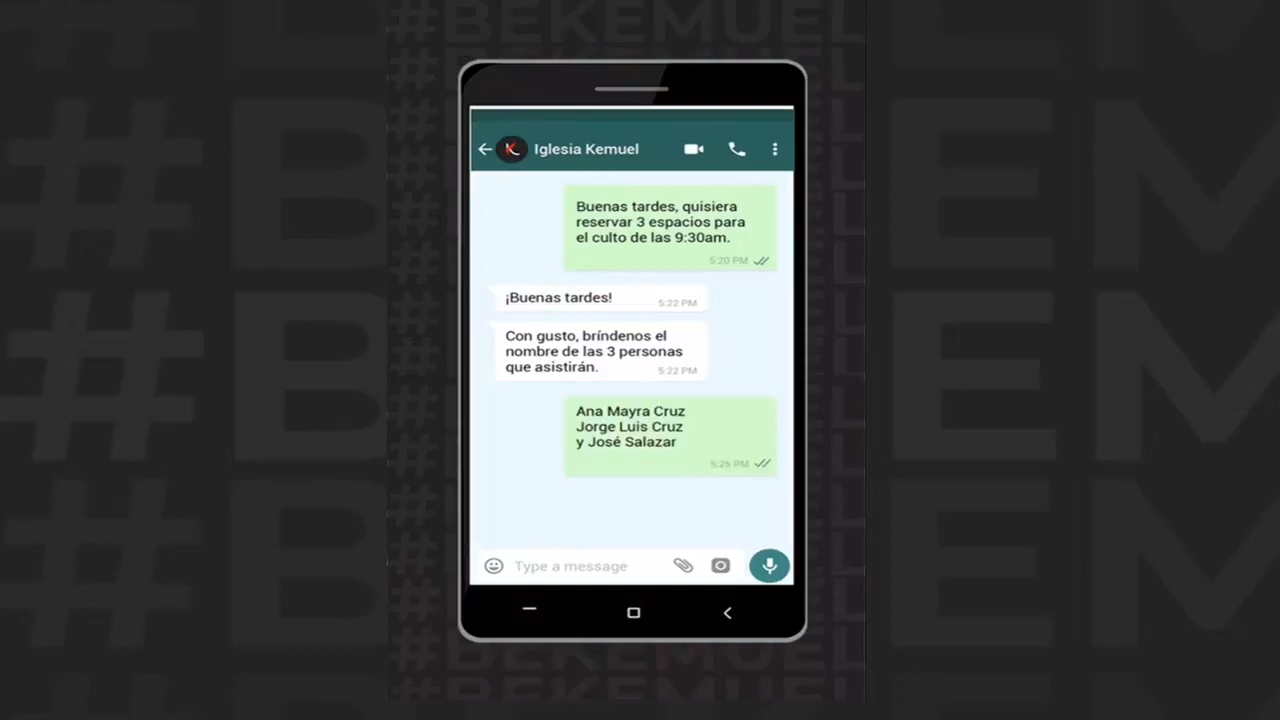 #BEKEMUEL
Iglesia Kemuel
Buenas tardes, quisiera
reservar 3 espacios para
el culto de las 9:30am.
5:20 PM
¡Buenas tardes!
5:22 PM
Con gusto, bríndenos el
nombre de las 3 personas
que asistirán.
5:22 PM
Ana Mayra Cruz
Jorge Luis Cruz
y José Salazar
5:25 PM
Type a message
#BEKEMUEL